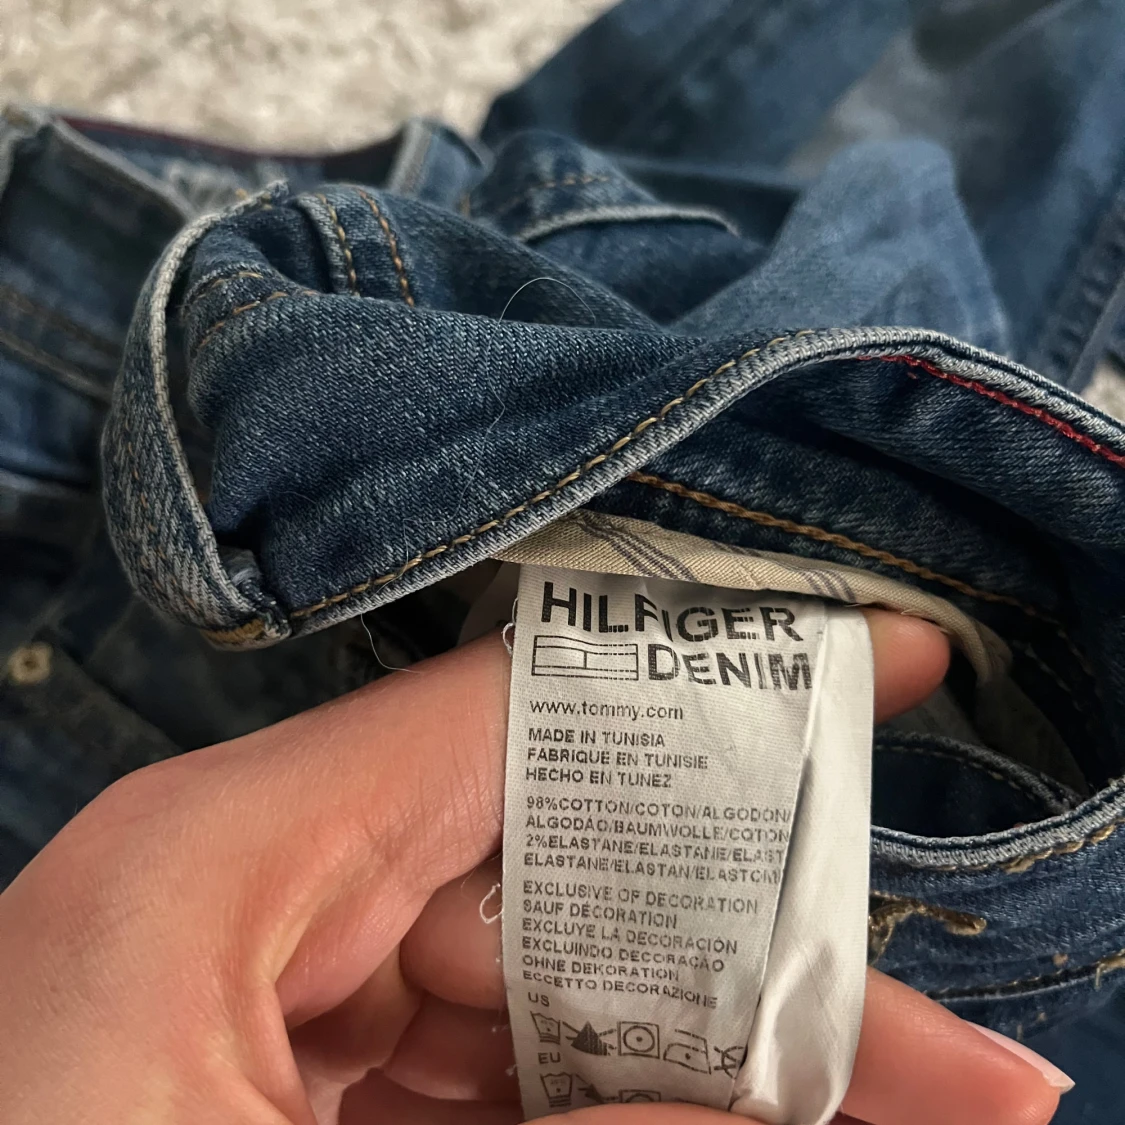 HILFIGER
DENIM
www.tommy.com
MADE IN TUNISIA
FABRIQUÉ EN TUNISIE
HECHO EN TUNEZ
98%COTTON/COTON/ALGODON/
ALGODÃO/BAUMWOLLE/COTON
2%ELASTANE/ELASTANE/ELAST
ELASTANE/ELASTAN/ELASTOM
EXCLUSIVE OF DECORATION
SAUF DÉCORATION
EXCLUYE LA DECORACIÓN
EXCLUINDO DECORAÇÃO
OHNE DEKORATION
ECCETTO DECORAZIONE
US
EU